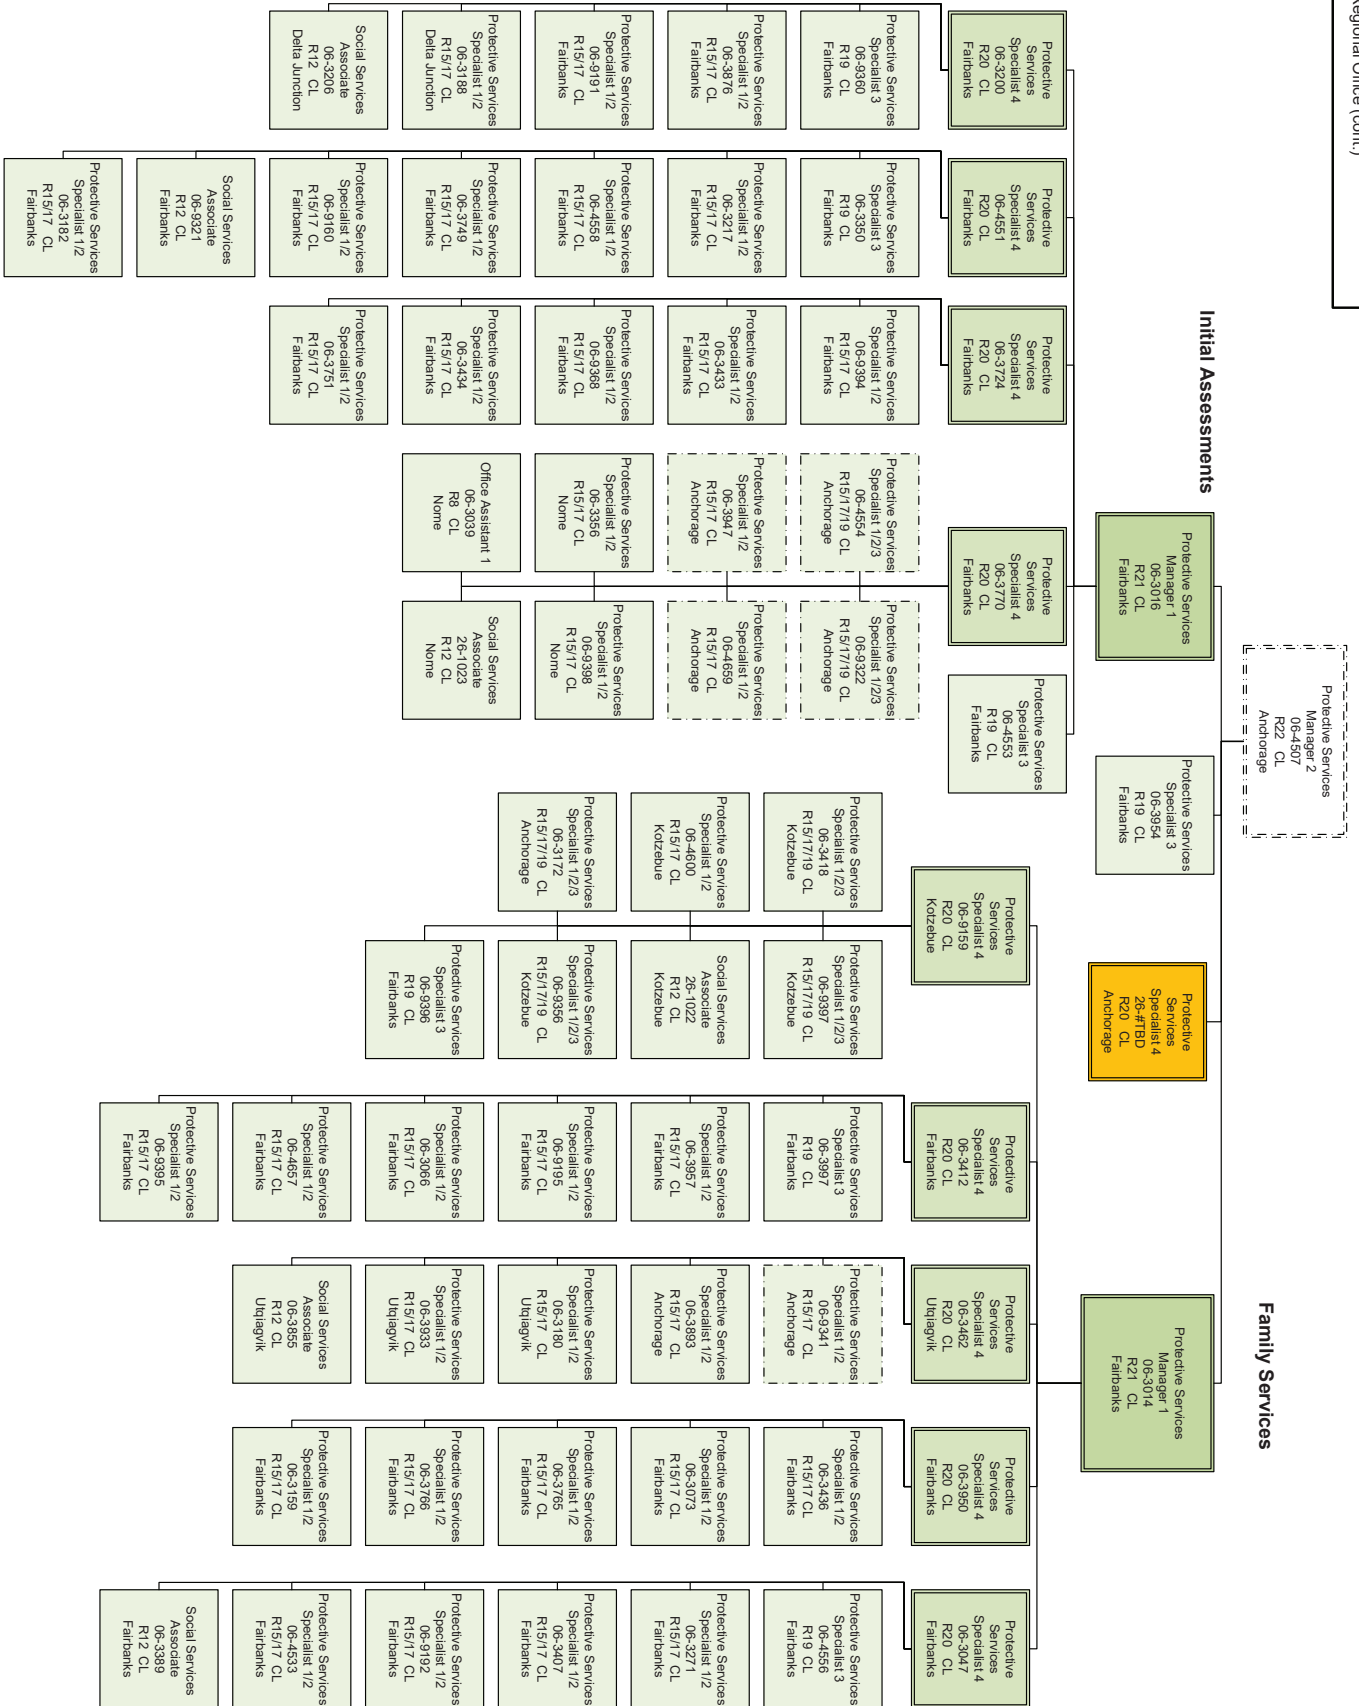 Regional Office (cont.)
Initial Assessments
Family Services
Protective Services
Manager 2
06-4507
R22 CL
Anchorage
Protective Services
Manager 1
06-3016
R21 CL
Fairbanks
Protective Services
Specialist 3
06-3954
R19 CL
Fairbanks
Protective
Services
Specialist 4
26-#TBD
R20 CL
Anchorage
Protective Services
Manager 1
06-3014
R21 CL
Fairbanks
Protective
Services
Specialist 4
06-3200
R20 CL
Fairbanks
Protective Services
Specialist 3
06-9360
R19 CL
Fairbanks
Protective Services
Specialist 1/2
06-3876
R15/17 CL
Fairbanks
Protective Services
Specialist 1/2
06-9191
R15/17 CL
Fairbanks
Protective Services
Specialist 1/2
06-3188
R15/17 CL
Delta Junction
Social Services
Associate
06-3206
R12 CL
Delta Junction
Protective
Services
Specialist 4
06-4551
R20 CL
Fairbanks
Protective Services
Specialist 3
06-3350
R19 CL
Fairbanks
Protective Services
Specialist 1/2
06-3217
R15/17 CL
Fairbanks
Protective Services
Specialist 1/2
06-4558
R15/17 CL
Fairbanks
Protective Services
Specialist 1/2
06-3749
R15/17 CL
Fairbanks
Protective Services
Specialist 1/2
06-9160
R15/17 CL
Fairbanks
Social Services
Associate
06-9321
R12 CL
Fairbanks
Protective Services
Specialist 1/2
06-3182
R15/17 CL
Fairbanks
Protective
Services
Specialist 4
06-3724
R20 CL
Fairbanks
Protective Services
Specialist 1/2
06-9394
R15/17 CL
Fairbanks
Protective Services
Specialist 1/2
06-3433
R15/17 CL
Fairbanks
Protective Services
Specialist 1/2
06-9368
R15/17 CL
Fairbanks
Protective Services
Specialist 1/2
06-3434
R15/17 CL
Fairbanks
Protective Services
Specialist 1/2
06-3751
R15/17 CL
Fairbanks
Protective
Services
Specialist 4
06-3770
R20 CL
Fairbanks
Protective Services
Specialist 1/2/3
06-4554
R15/17/19 CL
Anchorage
Protective Services
Specialist 1/2/3
06-9322
R15/17/19 CL
Anchorage
Protective Services
Specialist 1/2
06-3947
R15/17 CL
Anchorage
Protective Services
Specialist 1/2
06-4659
R15/17 CL
Anchorage
Protective Services
Specialist 1/2
06-3356
R15/17 CL
Nome
Protective Services
Specialist 1/2
06-9398
R15/17 CL
Nome
Office Assistant 1
06-3039
R8 CL
Nome
Social Services
Associate
26-1023
R12 CL
Nome
Protective Services
Specialist 3
06-4553
R19 CL
Fairbanks
Protective
Services
Specialist 4
06-9159
R20 CL
Kotzebue
Protective Services
Specialist 1/2/3
06-3418
R15/17/19 CL
Kotzebue
Protective Services
Specialist 1/2/3
06-9397
R15/17/19 CL
Kotzebue
Protective Services
Specialist 1/2
06-4600
R15/17 CL
Kotzebue
Social Services
Associate
26-1022
R12 CL
Kotzebue
Protective Services
Specialist 1/2/3
06-3172
R15/17/19 CL
Anchorage
Protective Services
Specialist 1/2/3
06-9356
R15/17/19 CL
Kotzebue
Protective Services
Specialist 3
06-9396
R19 CL
Fairbanks
Protective
Services
Specialist 4
06-3412
R20 CL
Fairbanks
Protective Services
Specialist 3
06-3997
R19 CL
Fairbanks
Protective Services
Specialist 1/2
06-3957
R15/17 CL
Fairbanks
Protective Services
Specialist 1/2
06-9195
R15/17 CL
Fairbanks
Protective Services
Specialist 1/2
06-3066
R15/17 CL
Fairbanks
Protective Services
Specialist 1/2
06-4657
R15/17 CL
Fairbanks
Protective Services
Specialist 1/2
06-9395
R15/17 CL
Fairbanks
Protective
Services
Specialist 4
06-3462
R20 CL
Utqiagvik
Protective Services
Specialist 1/2
06-9341
R15/17 CL
Anchorage
Protective Services
Specialist 1/2
06-3893
R15/17 CL
Anchorage
Protective Services
Specialist 1/2
06-3180
R15/17 CL
Utqiagvik
Protective Services
Specialist 1/2
06-3933
R15/17 CL
Utqiagvik
Social Services
Associate
06-3855
R12 CL
Utqiagvik
Protective
Services
Specialist 4
06-3950
R20 CL
Fairbanks
Protective Services
Specialist 1/2
06-3436
R15/17 CL
Fairbanks
Protective Services
Specialist 1/2
06-3073
R15/17 CL
Fairbanks
Protective Services
Specialist 1/2
06-3765
R15/17 CL
Fairbanks
Protective Services
Specialist 1/2
06-3766
R15/17 CL
Fairbanks
Protective Services
Specialist 1/2
06-3159
R15/17 CL
Fairbanks
Protective
Services
Specialist 4
06-3047
R20 CL
Fairbanks
Protective Services
Specialist 3
06-4556
R19 CL
Fairbanks
Protective Services
Specialist 1/2
06-3271
R15/17 CL
Fairbanks
Protective Services
Specialist 1/2
06-3407
R15/17 CL
Fairbanks
Protective Services
Specialist 1/2
06-9192
R15/17 CL
Fairbanks
Protective Services
Specialist 1/2
06-4533
R15/17 CL
Fairbanks
Social Services
Associate
06-3389
R12 CL
Fairbanks